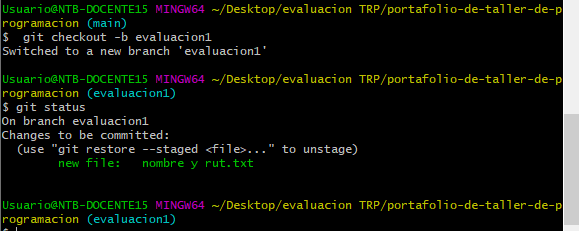 Usuario@NTB-DOCENTE15 MINGW64 ~/Desktop/evaluacion TRP/portafolio-de-taller-de-p
rogramacion (main)
$  git checkout -b evaluacion1
Switched to a new branch 'evaluacion1'

Usuario@NTB-DOCENTE15 MINGW64 ~/Desktop/evaluacion TRP/portafolio-de-taller-de-p
rogramacion (evaluacion1)
$ git status
On branch evaluacion1
Changes to be committed:
  (use "git restore --staged <file>..." to unstage)
        new file:   nombre y rut.txt

Usuario@NTB-DOCENTE15 MINGW64 ~/Desktop/evaluacion TRP/portafolio-de-taller-de-p
rogramacion (evaluacion1)
$